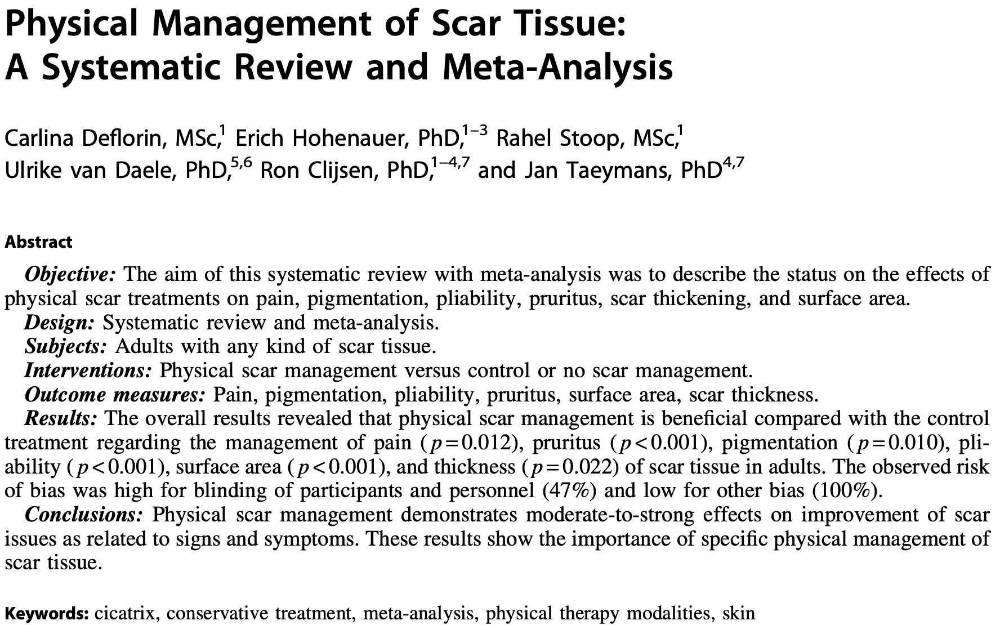 Physical Management of Scar Tissue:
A Systematic Review and Meta-Analysis
Carlina Deflorin, MSc,1 Erich Hohenauer, PhD,1–3 Rahel Stoop, MSc,1
Ulrike van Daele, PhD,5,6 Ron Clijsen, PhD,1–4,7 and Jan Taeymans, PhD4,7
Abstract
Objective: The aim of this systematic review with meta-analysis was to describe the status on the effects of
physical scar treatments on pain, pigmentation, pliability, pruritus, scar thickening, and surface area.
Design: Systematic review and meta-analysis.
Subjects: Adults with any kind of scar tissue.
Interventions: Physical scar management versus control or no scar management.
Outcome measures: Pain, pigmentation, pliability, pruritus, surface area, scar thickness.
Results: The overall results revealed that physical scar management is beneficial compared with the control
treatment regarding the management of pain (p=0.012), pruritus (p<0.001), pigmentation (p=0.010), pli-
ability (p<0.001), surface area (p<0.001), and thickness (p=0.022) of scar tissue in adults. The observed risk
of bias was high for blinding of participants and personnel (47%) and low for other bias (100%).
Conclusions: Physical scar management demonstrates moderate-to-strong effects on improvement of scar
issues as related to signs and symptoms. These results show the importance of specific physical management of
scar tissue.
Keywords: cicatrix, conservative treatment, meta-analysis, physical therapy modalities, skin